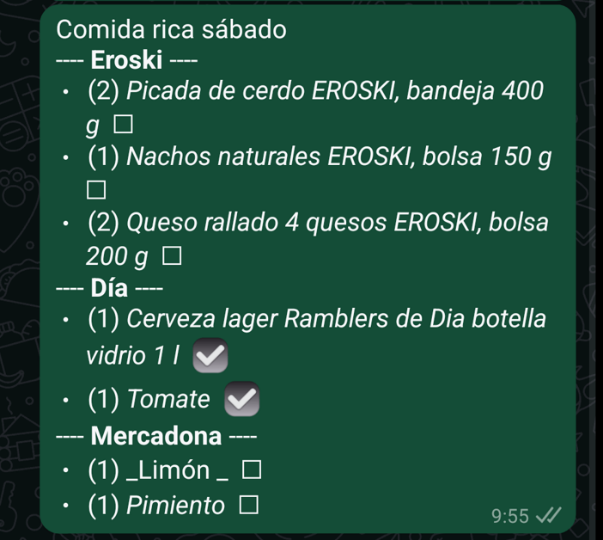 Comida rica sábado
---- Eroski ----
• (2) Picada de cerdo EROSKI, bandeja 400
g ☐
• (1) Nachos naturales EROSKI, bolsa 150 g
☐
• (2) Queso rallado 4 quesos EROSKI, bolsa
200 g ☐
---- Día ----
• (1) Cerveza lager Ramblers de Dia botella
vidrio 1 l ✅
• (1) Tomate ✅
---- Mercadona ----
• (1) _Limón _ ☐
• (1) Pimiento ☐
9:55